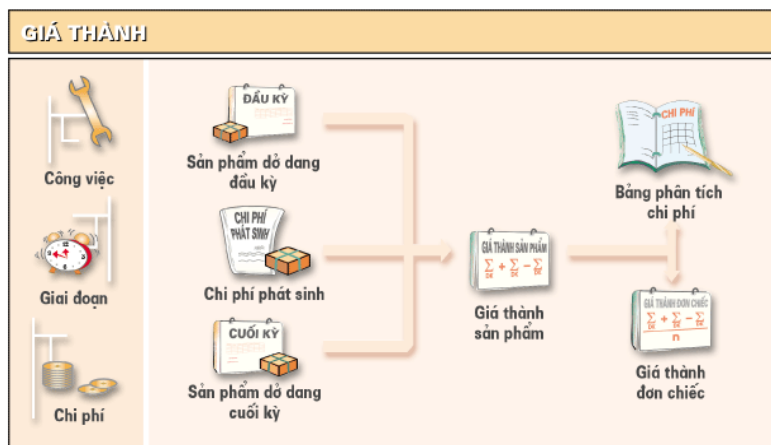 GIÁ THÀNH
Công việc
Giai đoạn
Chi phí
ĐẦU KỲ
Sản phẩm dở dang
đầu kỳ
CHI PHÍ
PHÁT SINH
Chi phí phát sinh
CUỐI KỲ
Sản phẩm dở dang
cuối kỳ
GIÁ THÀNH SẢN PHẨM
Σ + Σ - Σ
Giá thành
sản phẩm
CHI PHÍ
Bảng phân tích
chi phí
GIÁ THÀNH ĐƠN CHIẾC
Σ + Σ - Σ
n
Giá thành
đơn chiếc